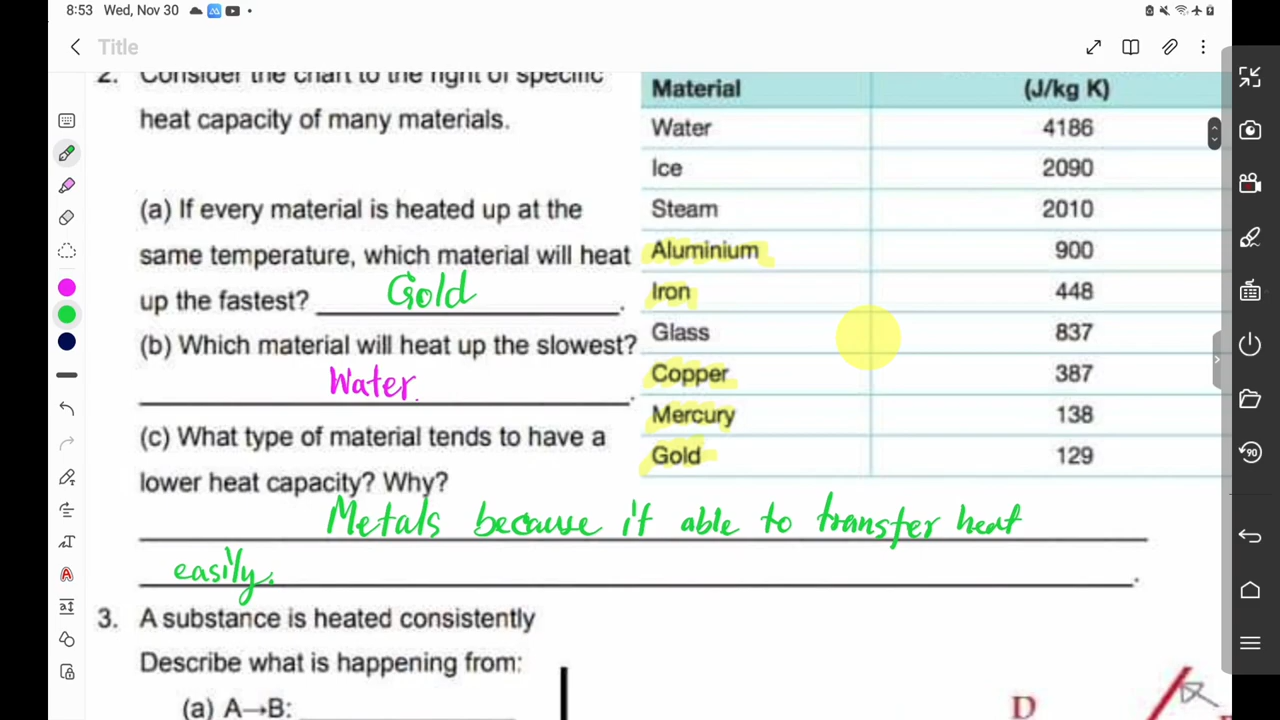 8:53 Wed, Nov 30
Title
2. Consider the chart to the right of specific
heat capacity of many materials.
(a) If every material is heated up at the
same temperature, which material will heat
up the fastest? Gold .
(b) Which material will heat up the slowest?
Water .
(c) What type of material tends to have a
lower heat capacity? Why?
Metals because it able to transfer heat
easily.
Material (J/kg K)
Water 4186
Ice 2090
Steam 2010
Aluminium 900
Iron 448
Glass 837
Copper 387
Mercury 138
Gold 129
3. A substance is heated consistently
Describe what is happening from:
(a) A→B:
D